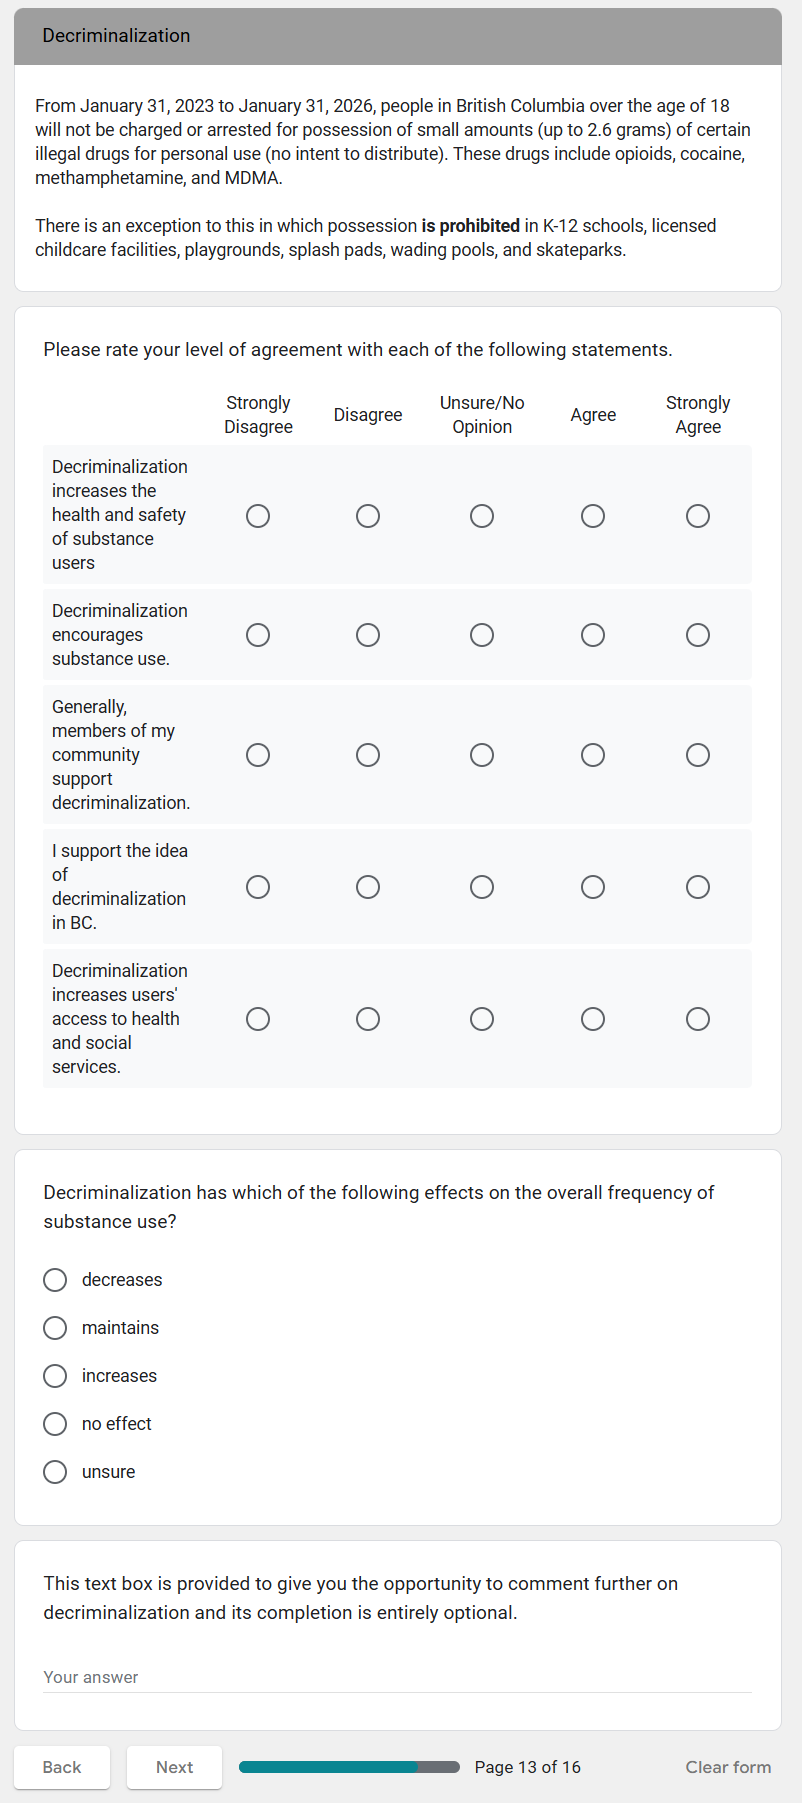 Decriminalization
From January 31, 2023 to January 31, 2026, people in British Columbia over the age of 18
will not be charged or arrested for possession of small amounts (up to 2.6 grams) of certain
illegal drugs for personal use (no intent to distribute). These drugs include opioids, cocaine,
methamphetamine, and MDMA.
There is an exception to this in which possession is prohibited in K-12 schools, licensed
childcare facilities, playgrounds, splash pads, wading pools, and skateparks.
Please rate your level of agreement with each of the following statements.
Strongly
Disagree
Disagree
Unsure/No
Opinion
Agree
Strongly
Agree
Decriminalization
increases the
health and safety
of substance
users
Decriminalization
encourages
substance use.
Generally,
members of my
community
support
decriminalization.
I support the idea
of
decriminalization
in BC.
Decriminalization
increases users'
access to health
and social
services.
Decriminalization has which of the following effects on the overall frequency of
substance use?
decreases
maintains
increases
no effect
unsure
This text box is provided to give you the opportunity to comment further on
decriminalization and its completion is entirely optional.
Your answer
Back Next Page 13 of 16 Clear form